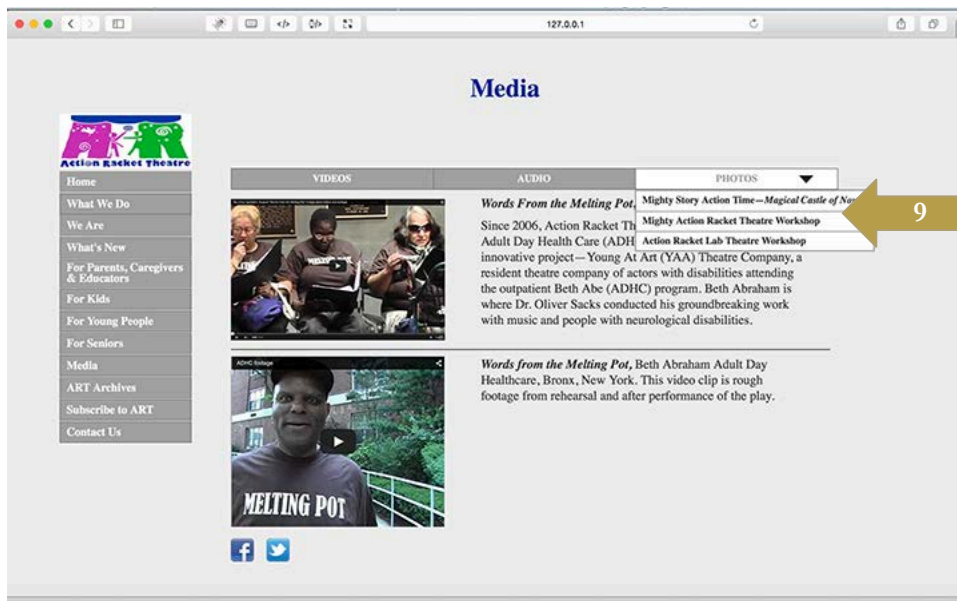 127.0.0.1
Media
Action Racket Theatre
Home
What We Do
We Are
What's New
For Parents, Caregivers
& Educators
For Kids
For Young People
For Seniors
Media
ART Archives
Subscribe to ART
Contact Us
VIDEOS
AUDIO
PHOTOS
Mighty Story Action Time—Magical Castle of
Mighty Action Racket Theatre Workshop
Action Racket Lab Theatre Workshop
9
Words From the Melting Pot,
Since 2006, Action Racket Th
Adult Day Health Care (ADH
innovative project—Young At Art (YAA) Theatre Company, a
resident theatre company of actors with disabilities attending
the outpatient Beth Abe (ADHC) program. Beth Abraham is
where Dr. Oliver Sacks conducted his groundbreaking work
with music and people with neurological disabilities.
ADHC footage
MELTING POT
Words from the Melting Pot, Beth Abraham Adult Day
Healthcare, Bronx, New York. This video clip is rough
footage from rehearsal and after performance of the play.